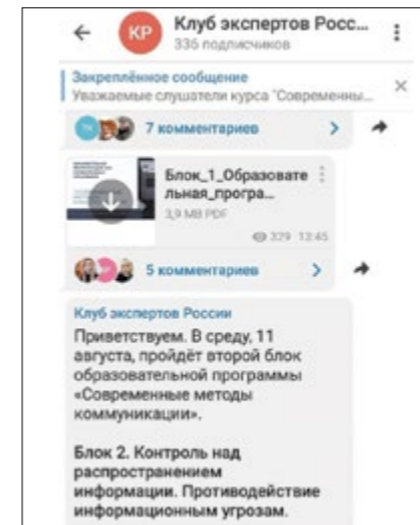 КР
Клуб экспертов Росс...
336 подписчиков
Закреплённое сообщение
Уважаемые слушатели курса "Современны...
7 комментариев
Блок_1_Образовате
льная_програ...
3,9 MB PDF
329 13:45
5 комментариев
Клуб экспертов России
Приветствуем. В среду, 11
августа, пройдёт второй блок
образовательной программы
«Современные методы
коммуникации».
Блок 2. Контроль над
распространением
информации. Противодействие
информационным угрозам.